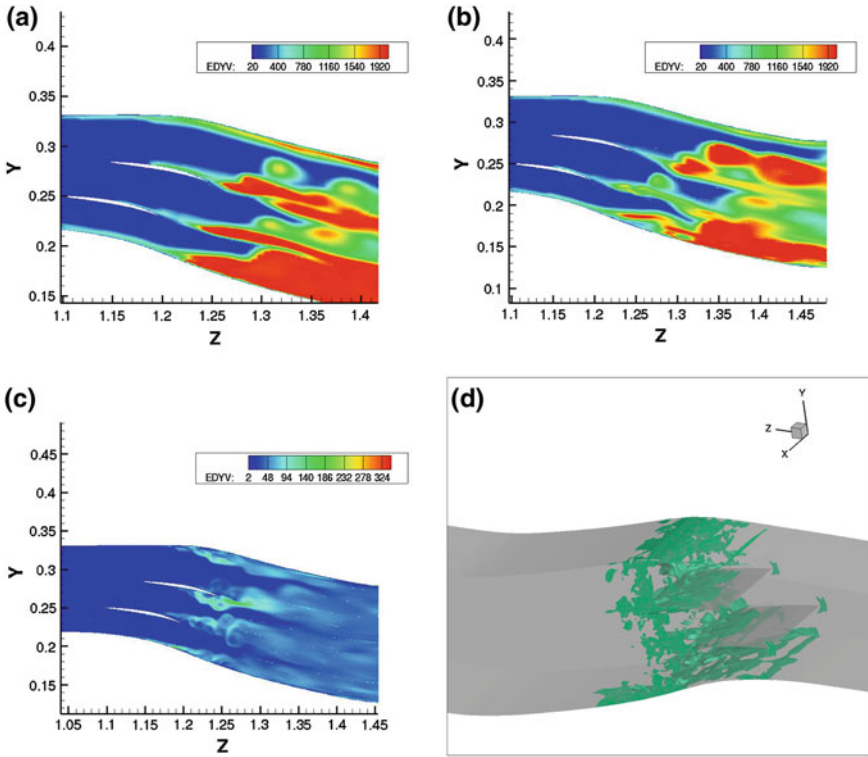 (a)
EDYV: 20 400 780 1160 1540 1920
Y
0.4
0.35
0.3
0.25
0.2
0.15
1.1 1.15 1.2 1.25 1.3 1.35 1.4
Z
(b)
EDYV: 20 400 780 1160 1540 1920
Y
0.4
0.35
0.3
0.25
0.2
0.15
0.1
1.1 1.15 1.2 1.25 1.3 1.35 1.4 1.45
Z
(c)
EDYV: 2 48 94 140 186 232 278 324
Y
0.45
0.4
0.35
0.3
0.25
0.2
0.15
1.05 1.1 1.15 1.2 1.25 1.3 1.35 1.4 1.45
Z
(d)
Y
Z
X